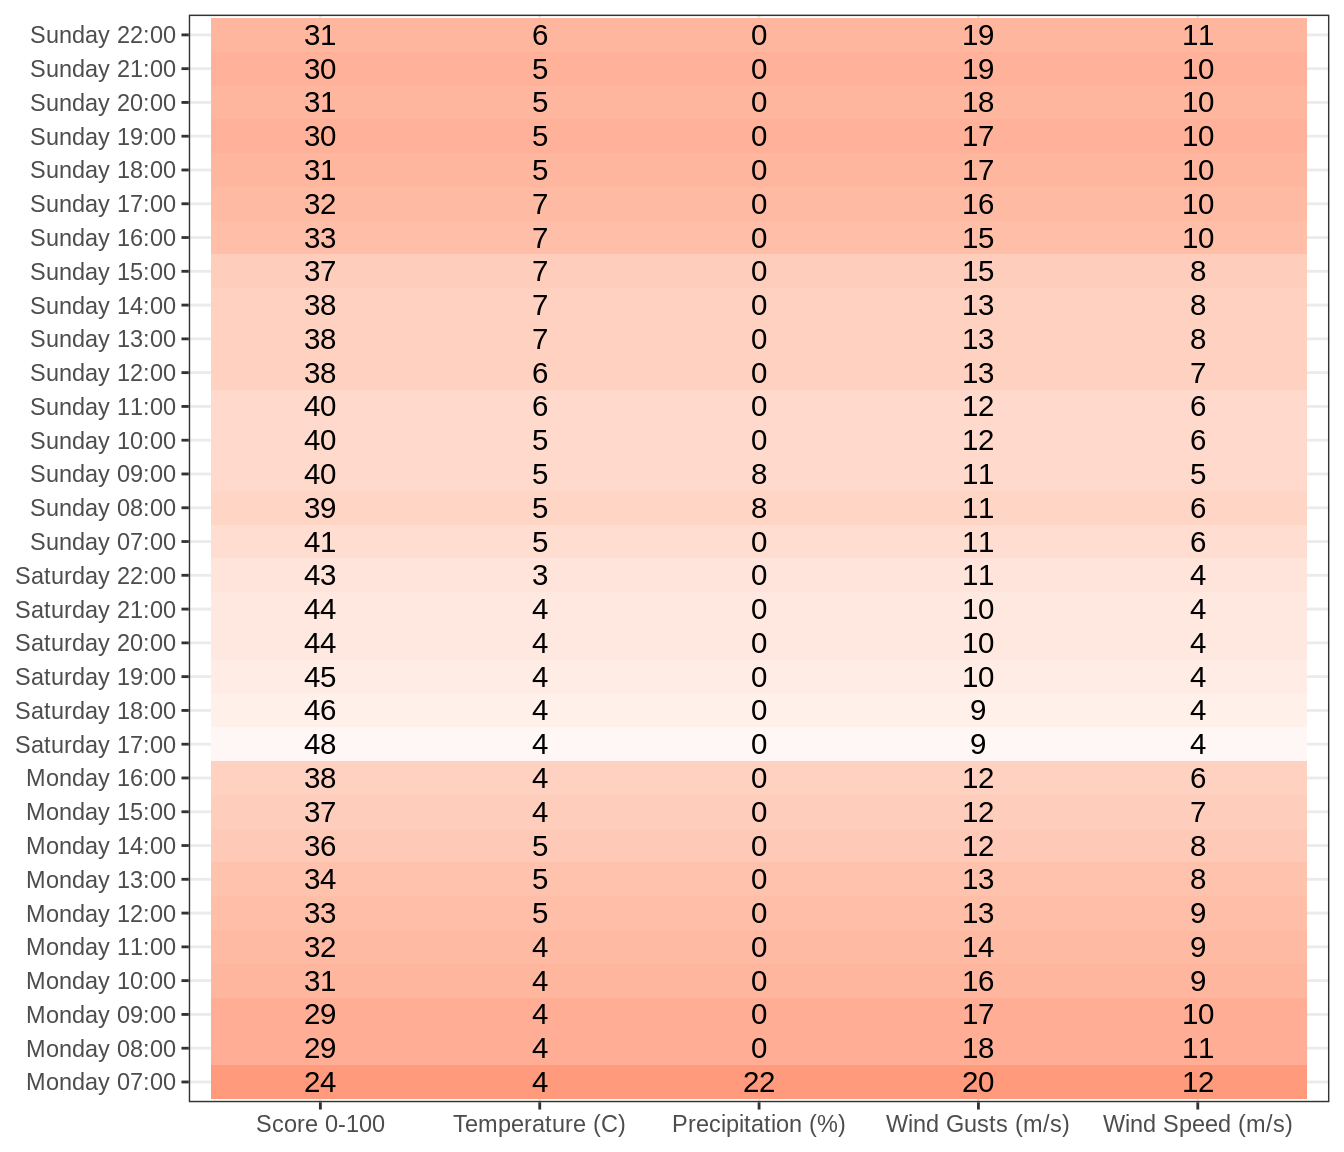 Sunday 22:00 31 6 0 19 11
Sunday 21:00 30 5 0 19 10
Sunday 20:00 31 5 0 18 10
Sunday 19:00 30 5 0 17 10
Sunday 18:00 31 5 0 17 10
Sunday 17:00 32 7 0 16 10
Sunday 16:00 33 7 0 15 10
Sunday 15:00 37 7 0 15 8
Sunday 14:00 38 7 0 13 8
Sunday 13:00 38 7 0 13 8
Sunday 12:00 38 6 0 13 7
Sunday 11:00 40 6 0 12 6
Sunday 10:00 40 5 0 12 6
Sunday 09:00 40 5 8 11 5
Sunday 08:00 39 5 8 11 6
Sunday 07:00 41 5 0 11 6
Saturday 22:00 43 3 0 11 4
Saturday 21:00 44 4 0 10 4
Saturday 20:00 44 4 0 10 4
Saturday 19:00 45 4 0 10 4
Saturday 18:00 46 4 0 9 4
Saturday 17:00 48 4 0 9 4
Monday 16:00 38 4 0 12 6
Monday 15:00 37 4 0 12 7
Monday 14:00 36 5 0 12 8
Monday 13:00 34 5 0 13 8
Monday 12:00 33 5 0 13 9
Monday 11:00 32 4 0 14 9
Monday 10:00 31 4 0 16 9
Monday 09:00 29 4 0 17 10
Monday 08:00 29 4 0 18 11
Monday 07:00 24 4 22 20 12
Score 0-100 Temperature (C) Precipitation (%) Wind Gusts (m/s) Wind Speed (m/s)